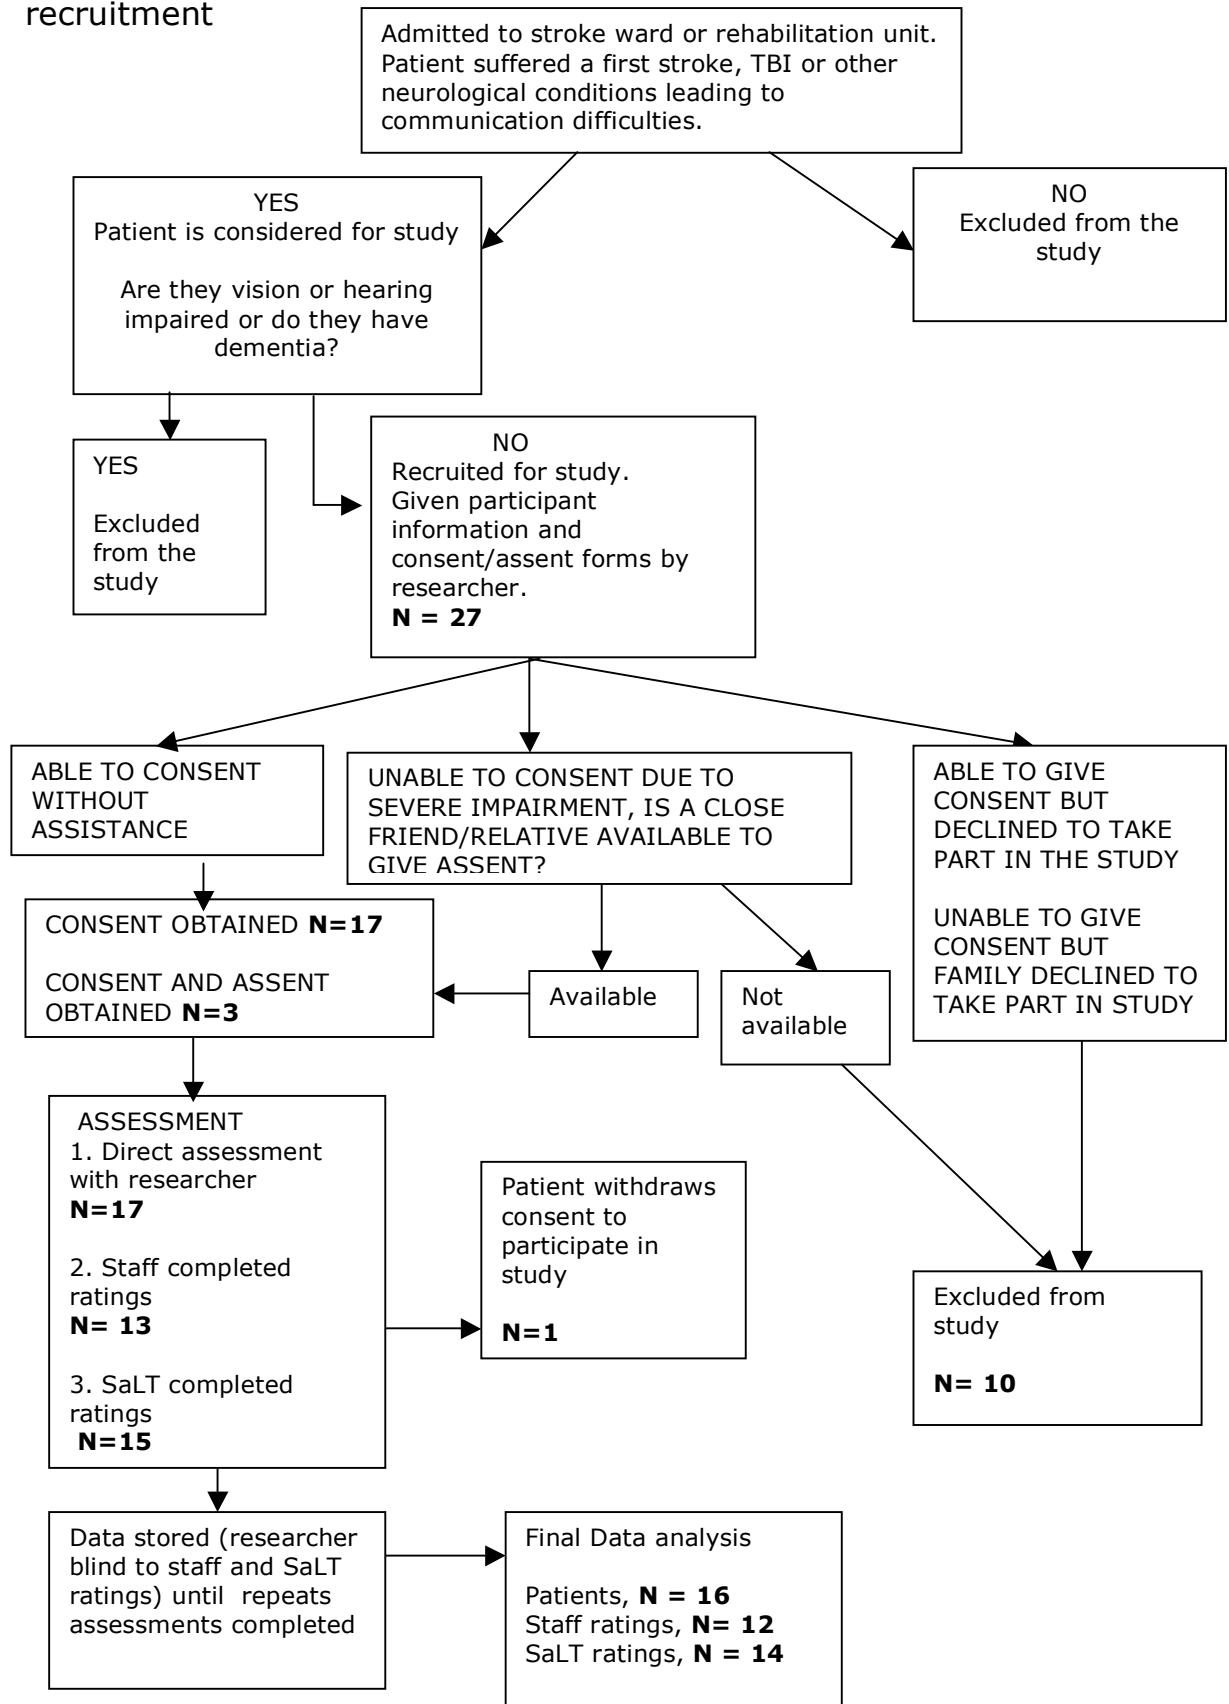 recruitment
Admitted to stroke ward or rehabilitation unit.
Patient suffered a first stroke, TBI or other
neurological conditions leading to
communication difficulties.
YES
Patient is considered for study
Are they vision or hearing
impaired or do they have
dementia?
NO
Excluded from the
study
YES
Excluded
from the
study
NO
Recruited for study.
Given participant
information and
consent/assent forms by
researcher.
N = 27
ABLE TO CONSENT
WITHOUT
ASSISTANCE
UNABLE TO CONSENT DUE TO
SEVERE IMPAIRMENT, IS A CLOSE
FRIEND/RELATIVE AVAILABLE TO
GIVE ASSENT?
ABLE TO GIVE
CONSENT BUT
DECLINED TO TAKE
PART IN THE STUDY
UNABLE TO GIVE
CONSENT BUT
FAMILY DECLINED TO
TAKE PART IN STUDY
CONSENT OBTAINED N=17
CONSENT AND ASSENT
OBTAINED N=3
Available
Not
available
ASSESSMENT
1. Direct assessment
with researcher
N=17
2. Staff completed
ratings
N= 13
3. SaLT completed
ratings
N=15
Patient withdraws
consent to
participate in
study
N=1
Excluded from
study
N= 10
Data stored (researcher
blind to staff and SaLT
ratings) until repeats
assessments completed
Final Data analysis
Patients, N = 16
Staff ratings, N= 12
SaLT ratings, N = 14